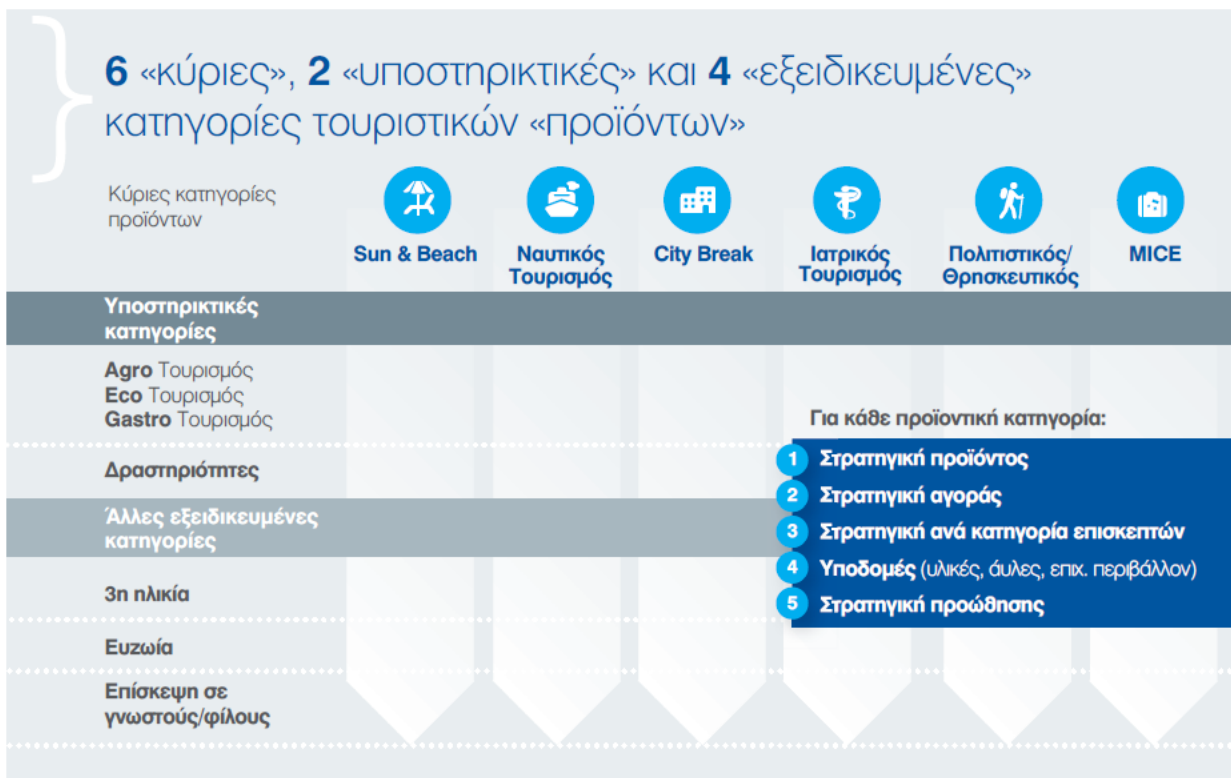 6 «κύριες», 2 «υποστηρικτικές» και 4 «εξειδικευμένες»
κατηγορίες τουριστικών «προϊόντων»
Κύριες κατηγορίες
προϊόντων
Sun & Beach
Ναυτικός
Τουρισμός
City Break
Ιατρικός
Τουρισμός
Πολιτιστικός/
Θρησκευτικός
MICE
Υποστηρικτικές
κατηγορίες
Agro Τουρισμός
Eco Τουρισμός
Gastro Τουρισμός
Δραστηριότητες
Άλλες εξειδικευμένες
κατηγορίες
3η ηλικία
Ευζωία
Επίσκεψη σε
γνωστούς/φίλους
Για κάθε προϊοντική κατηγορία:
1 Στρατηγική προϊόντος
2 Στρατηγική αγοράς
3 Στρατηγική ανά κατηγορία επισκεπτών
4 Υποδομές (υλικές, άυλες, επιχ. περιβάλλον)
5 Στρατηγική προώθησης